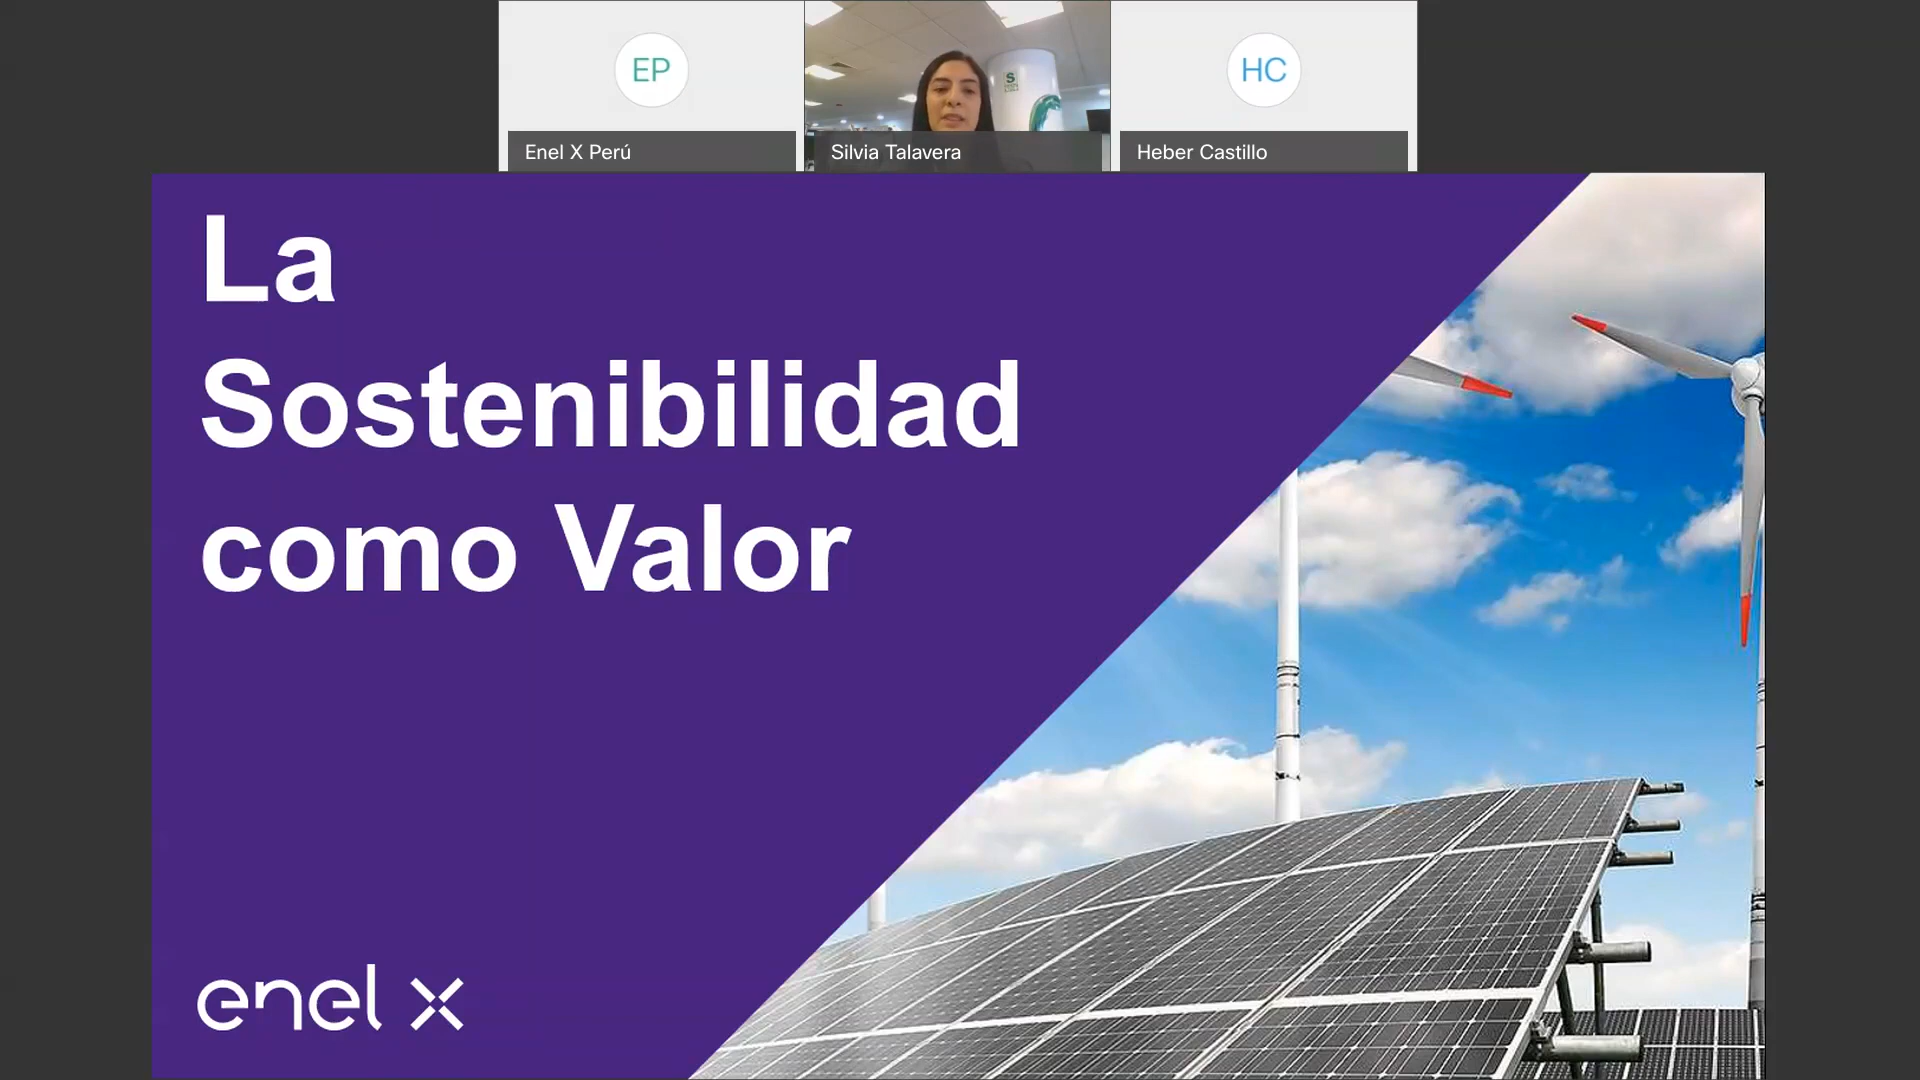 EP
HC
Enel X Perú
Silvia Talavera
Heber Castillo
La
Sostenibilidad
como Valor
enel x